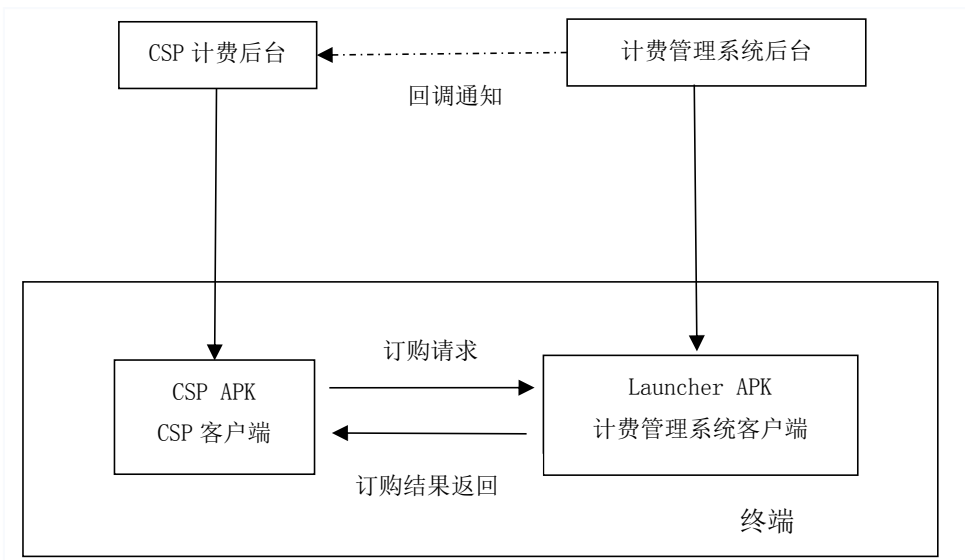 CSP 计费后台
计费管理系统后台
回调通知
订购请求
CSP APK
CSP 客户端
Launcher APK
计费管理系统客户端
订购结果返回
终端